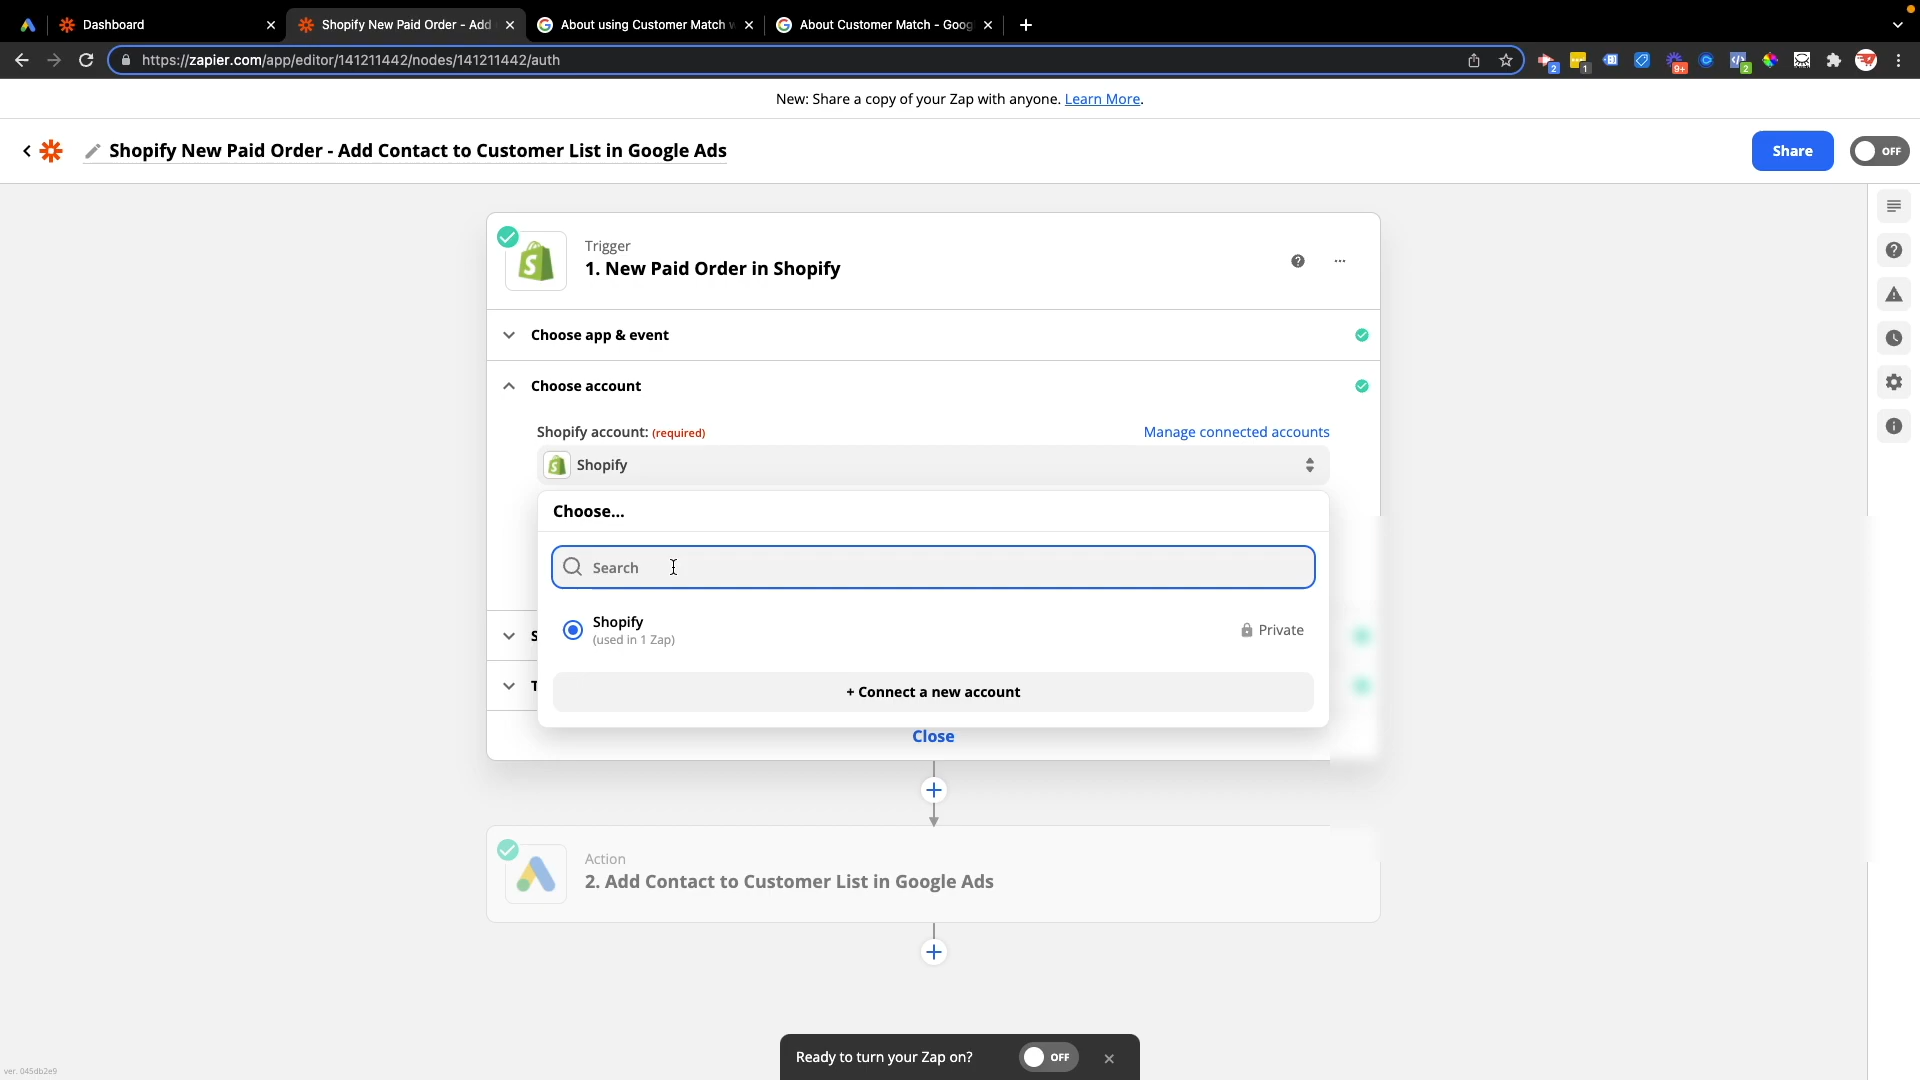 Dashboard
Shopify New Paid Order - Add
About using Customer Match w
About Customer Match - Goog
https://zapier.com/app/editor/141211442/nodes/141211442/auth
2
1
9+
2
New: Share a copy of your Zap with anyone. Learn More.
Shopify New Paid Order - Add Contact to Customer List in Google Ads
Share
OFF
Trigger
1. New Paid Order in Shopify
Choose app & event
Choose account
Shopify account: (required)
Manage connected accounts
Shopify
Choose...
Search
Shopify
(used in 1 Zap)
Private
S
T
+ Connect a new account
Close
Action
2. Add Contact to Customer List in Google Ads
Ready to turn your Zap on?
OFF
ver. 045db2e9